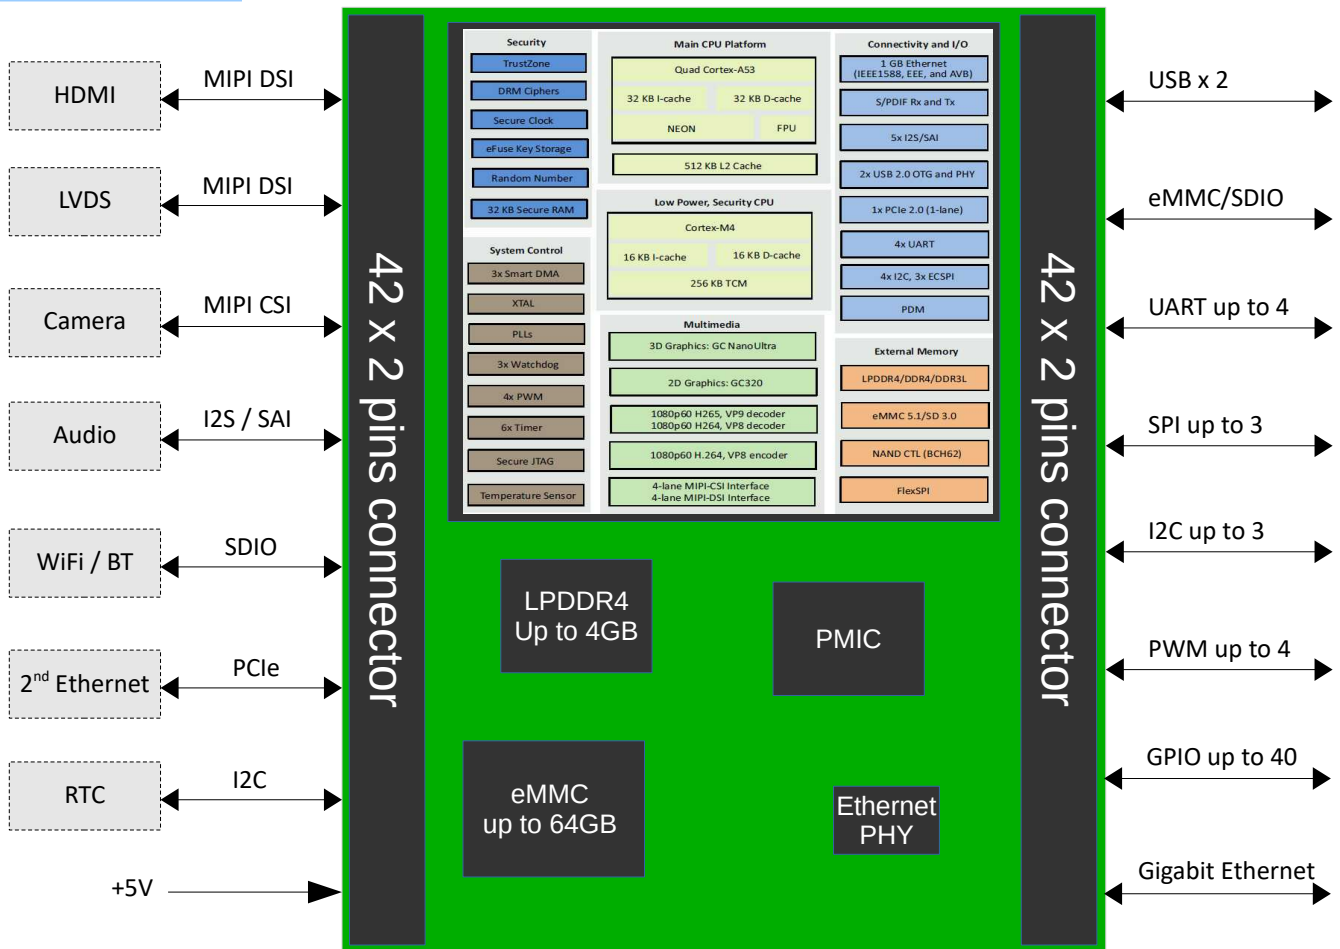 HDMI
MIPI DSI
LVDS
MIPI DSI
Camera
MIPI CSI
Audio
I2S / SAI
WiFi / BT
SDIO
2nd Ethernet
PCIe
RTC
I2C
+5V
42 x 2 pins connector
Security
TrustZone
DRM Ciphers
Secure Clock
eFuse Key Storage
Random Number
32 KB Secure RAM
System Control
3x Smart DMA
XTAL
PLLs
3x Watchdog
4x PWM
6x Timer
Secure JTAG
Temperature Sensor
Main CPU Platform
Quad Cortex-A53
32 KB I-cache
32 KB D-cache
NEON
FPU
512 KB L2 Cache
Low Power, Security CPU
Cortex-M4
16 KB I-cache
16 KB D-cache
256 KB TCM
Multimedia
3D Graphics: GC NanoUltra
2D Graphics: GC320
1080p60 H265, VP9 decoder
1080p60 H264, VP8 decoder
1080p60 H.264, VP8 encoder
4-lane MIPI-CSI Interface
4-lane MIPI-DSI Interface
Connectivity and I/O
1 GB Ethernet
(IEEE1588, EEE, and AVB)
S/PDIF Rx and Tx
5x I2S/SAI
2x USB 2.0 OTG and PHY
1x PCIe 2.0 (1-lane)
4x UART
4x I2C, 3x ECSPI
PDM
External Memory
LPDDR4/DDR4/DDR3L
eMMC 5.1/SD 3.0
NAND CTL (BCH62)
FlexSPI
LPDDR4
Up to 4GB
PMIC
eMMC
up to 64GB
Ethernet
PHY
42 x 2 pins connector
USB x 2
eMMC/SDIO
UART up to 4
SPI up to 3
I2C up to 3
PWM up to 4
GPIO up to 40
Gigabit Ethernet